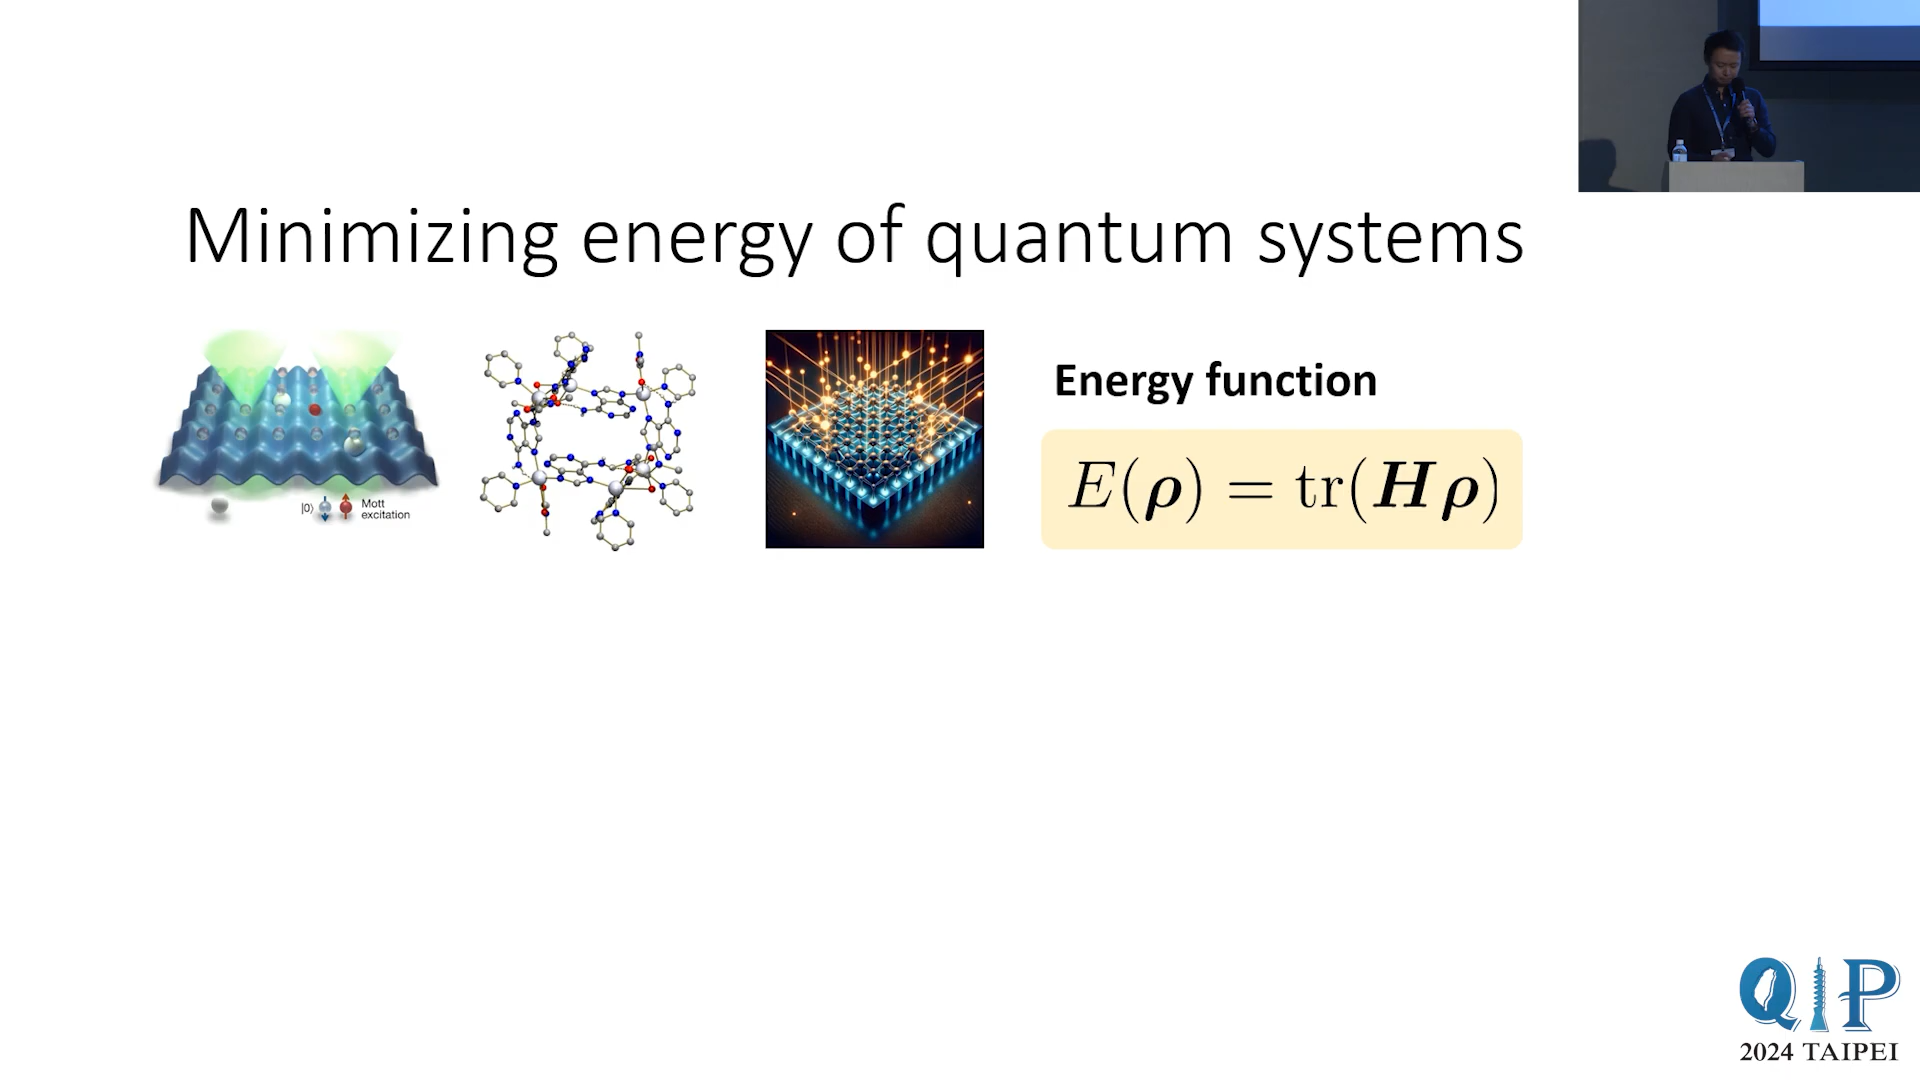 Minimizing energy of quantum systems
|0⟩
Mott
excitation
Energy function
E(ρ) = tr(Hρ)
QIP
2024 TAIPEI